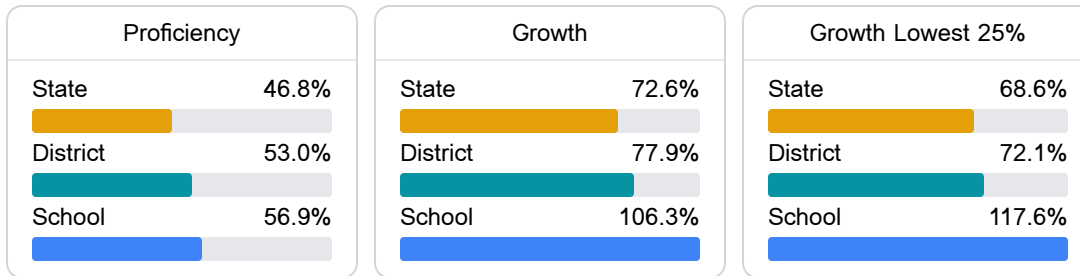 Proficiency
State 46.8%
District 53.0%
School 56.9%
Growth
State 72.6%
District 77.9%
School 106.3%
Growth Lowest 25%
State 68.6%
District 72.1%
School 117.6%